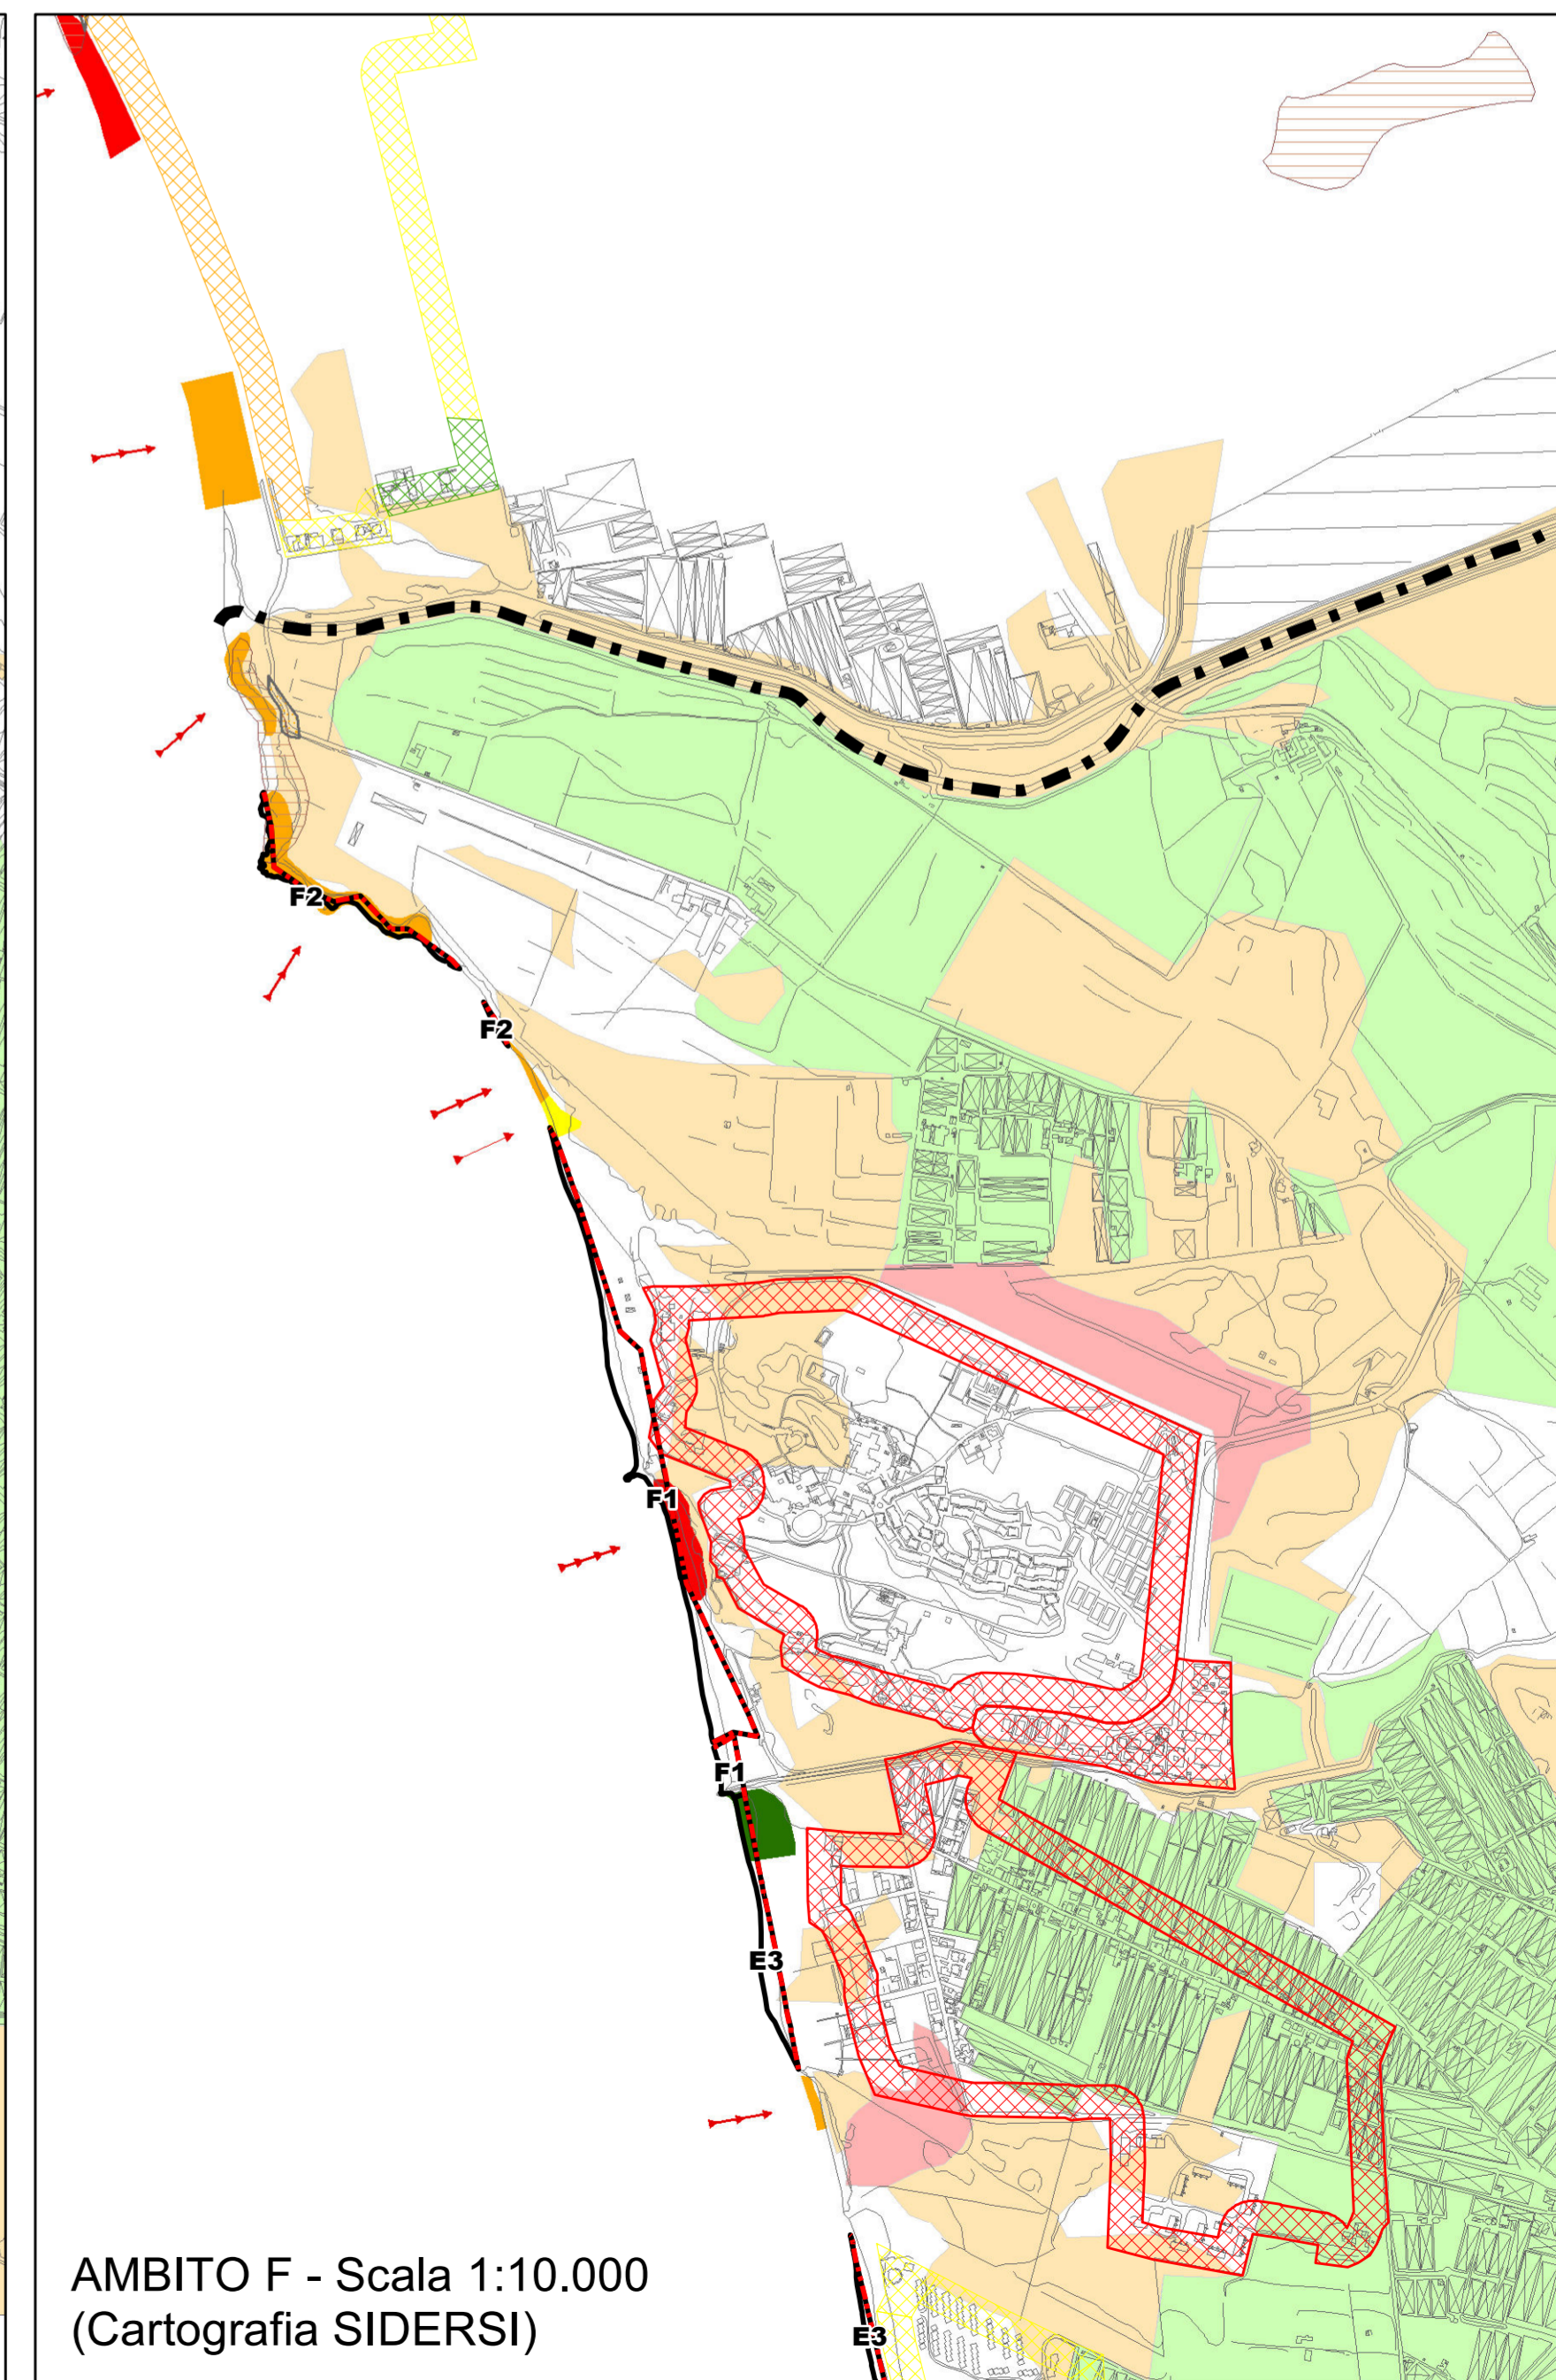 F2
F2
F1
F1
E3
E3
AMBITO F - Scala 1:10.000
(Cartografia SIDERSI)